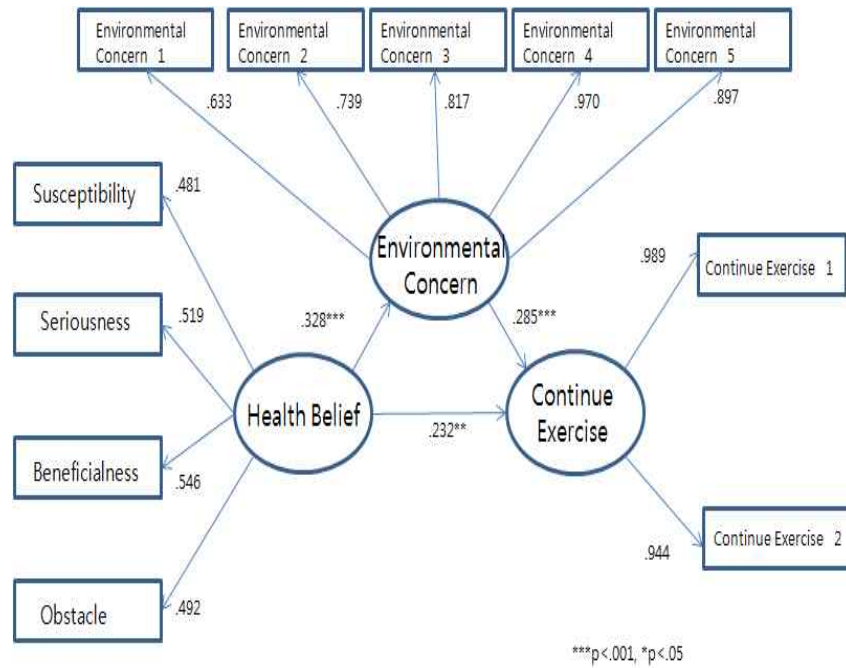 Environmental
Concern 1
Environmental
Concern 2
Environmental
Concern 3
Environmental
Concern 4
Environmental
Concern 5
.633
.739
.817
.970
.897
Susceptibility
.481
Seriousness
.519
Beneficialness
.546
Obstacle
.492
Environmental
Concern
.328***
.285***
Health Belief
.232**
Continue
Exercise
.989
Continue Exercise 1
.944
Continue Exercise 2
***p<.001, *p<.05